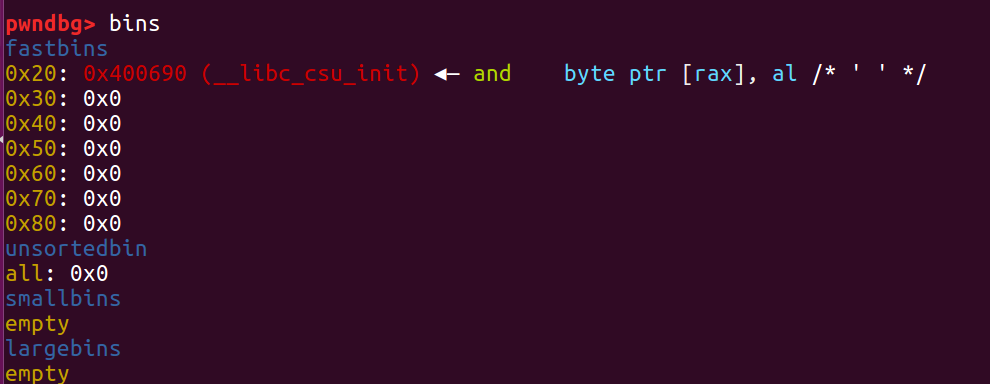 pwndbg> bins
fastbins
0x20: 0x400690 (__libc_csu_init) ◂— and    byte ptr [rax], al /* ' ' */
0x30: 0x0
0x40: 0x0
0x50: 0x0
0x60: 0x0
0x70: 0x0
0x80: 0x0
unsortedbin
all: 0x0
smallbins
empty
largebins
empty